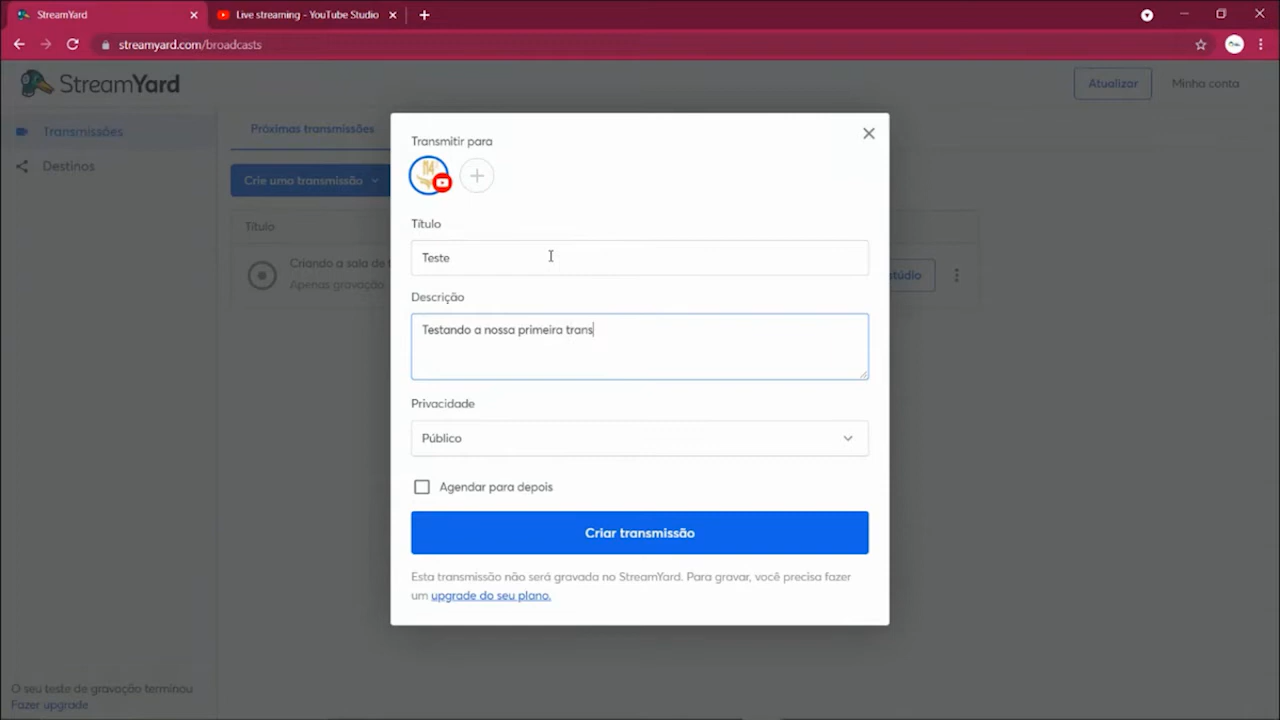 StreamYard
Live streaming - YouTube Studio
streamyard.com/broadcasts
StreamYard
Atualizar
Minha conta
Transmissões
Destinos
Próximas transmissões
Crie uma transmissão
Título
Criando a sala de
Apenas gravação
estúdio
Transmitir para
Título
Teste
Descrição
Testando a nossa primeira trans
Privacidade
Público
Agendar para depois
Criar transmissão
Esta transmissão não será gravada no StreamYard. Para gravar, você precisa fazer
um upgrade do seu plano.
O seu teste de gravação terminou
Fazer upgrade